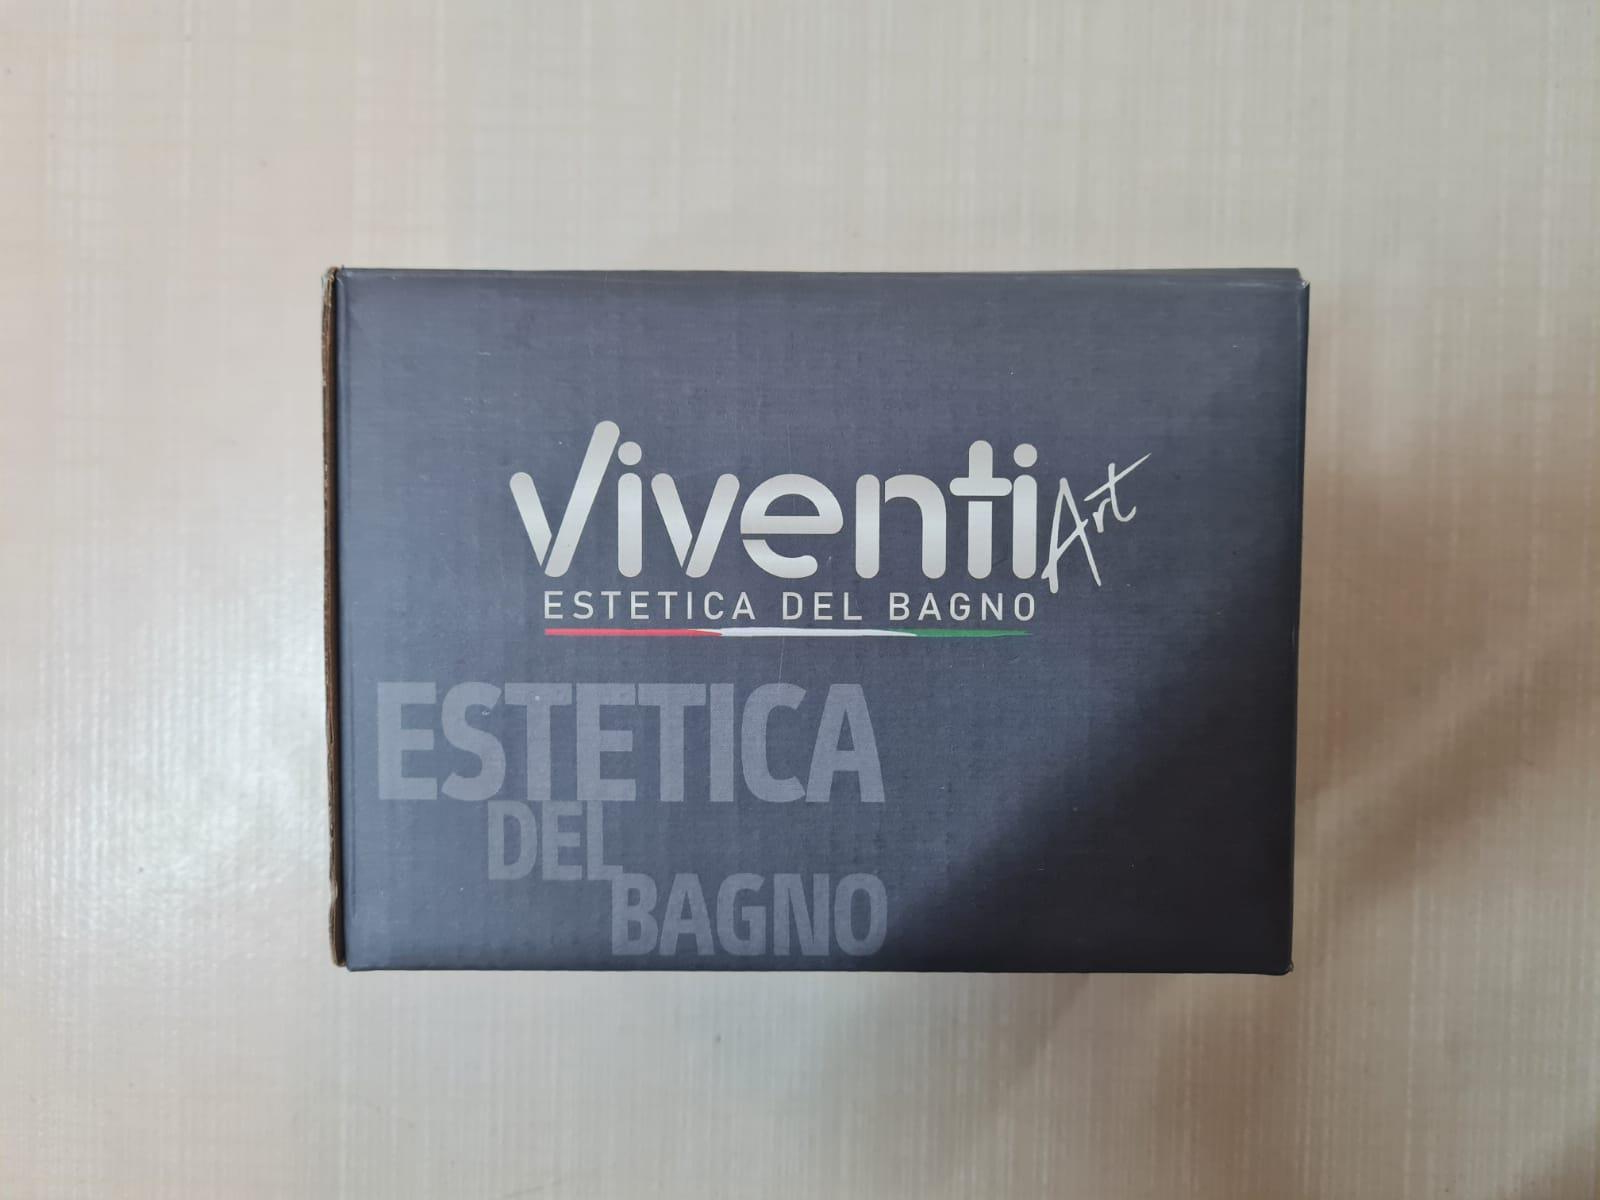 Viventi Art
ESTETICA DEL BAGNO
ESTETICA
DEL
BAGNO